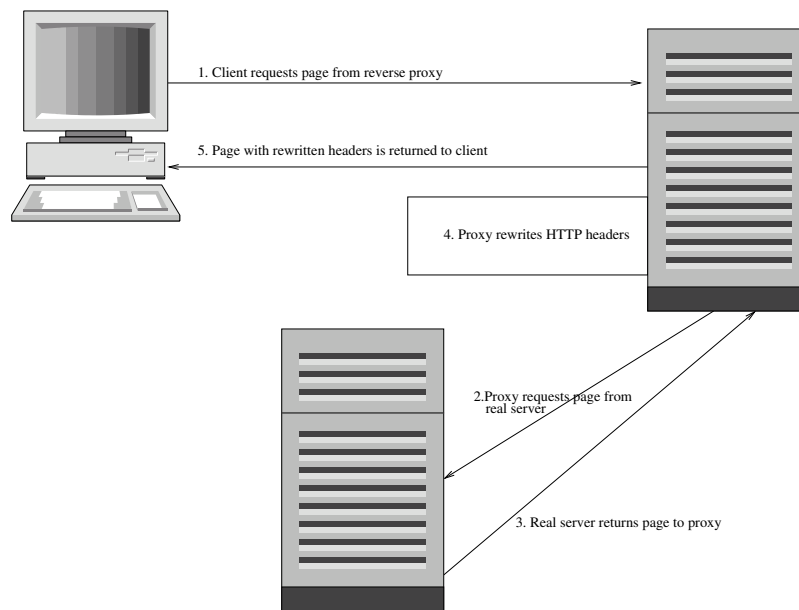 1. Client requests page from reverse proxy
5. Page with rewritten headers is returned to client
4. Proxy rewrites HTTP headers
2.Proxy requests page from
real server
3. Real server returns page to proxy